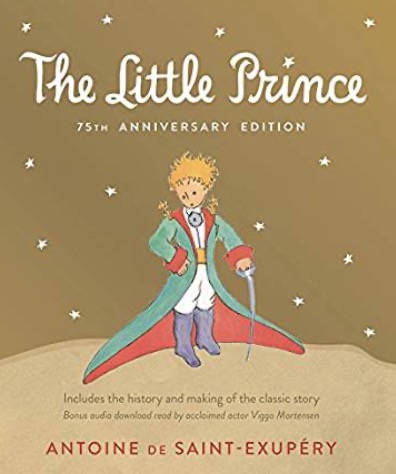 The Little Prince
75TH ANNIVERSARY EDITION
Includes the history and making of the classic story
Bonus audio download read by acclaimed actor Viggo Mortensen
ANTOINE DE SAINT-EXUPÉRY